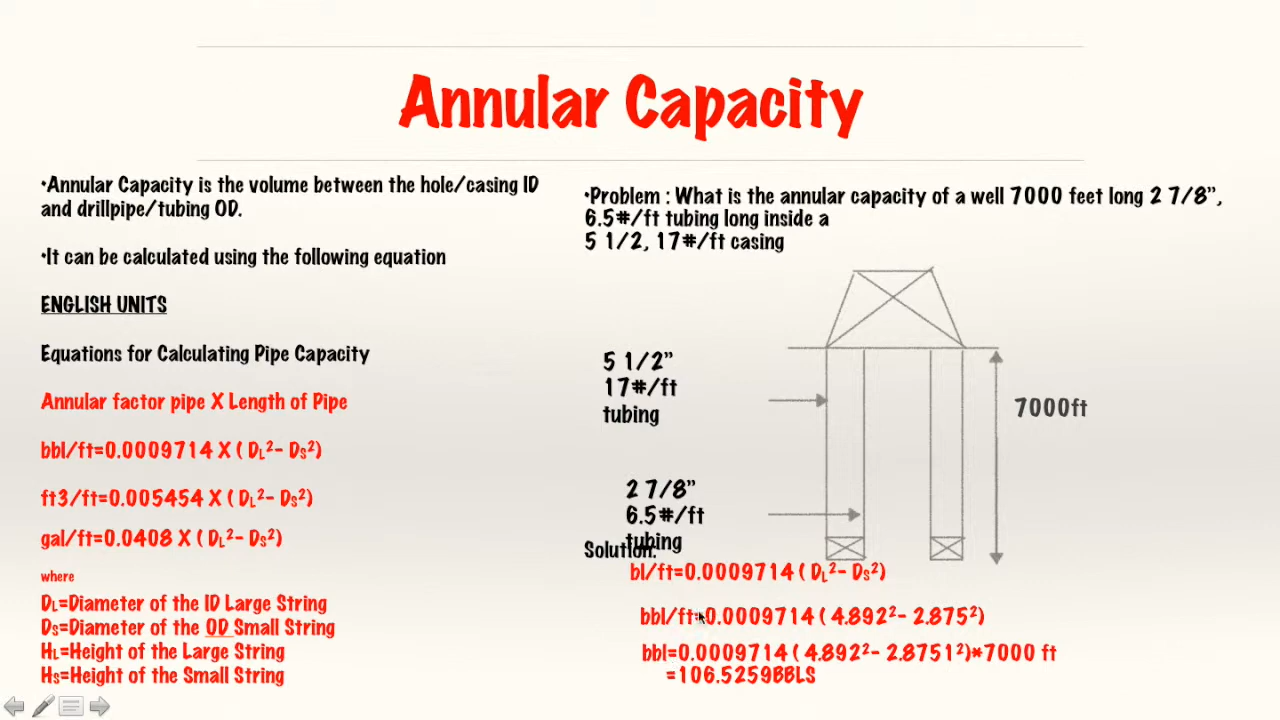 Annular Capacity
•Annular Capacity is the volume between the hole/casing ID
and drillpipe/tubing OD.
•It can be calculated using the following equation
ENGLISH UNITS
Equations for Calculating Pipe Capacity
Annular factor pipe X Length of Pipe
bbl/ft=0.0009714 X ( DL²- DS²)
ft3/ft=0.005454 X ( DL²- DS²)
gal/ft=0.0408 X ( DL²- DS²)
where
DL=Diameter of the ID Large String
DS=Diameter of the OD Small String
HL=Height of the Large String
HS=Height of the Small String
•Problem : What is the annular capacity of a well 7000 feet long 2 7/8”,
6.5#/ft tubing long inside a
5 1/2, 17#/ft casing
5 1/2”
17#/ft
tubing
7000ft
2 7/8”
6.5#/ft
tubing
Solution:
bl/ft=0.0009714 ( DL²- DS²)
bbl/ft=0.0009714 ( 4.892²- 2.875²)
bbl=0.0009714 ( 4.892²- 2.8751²)*7000 ft
=106.5259BBLS